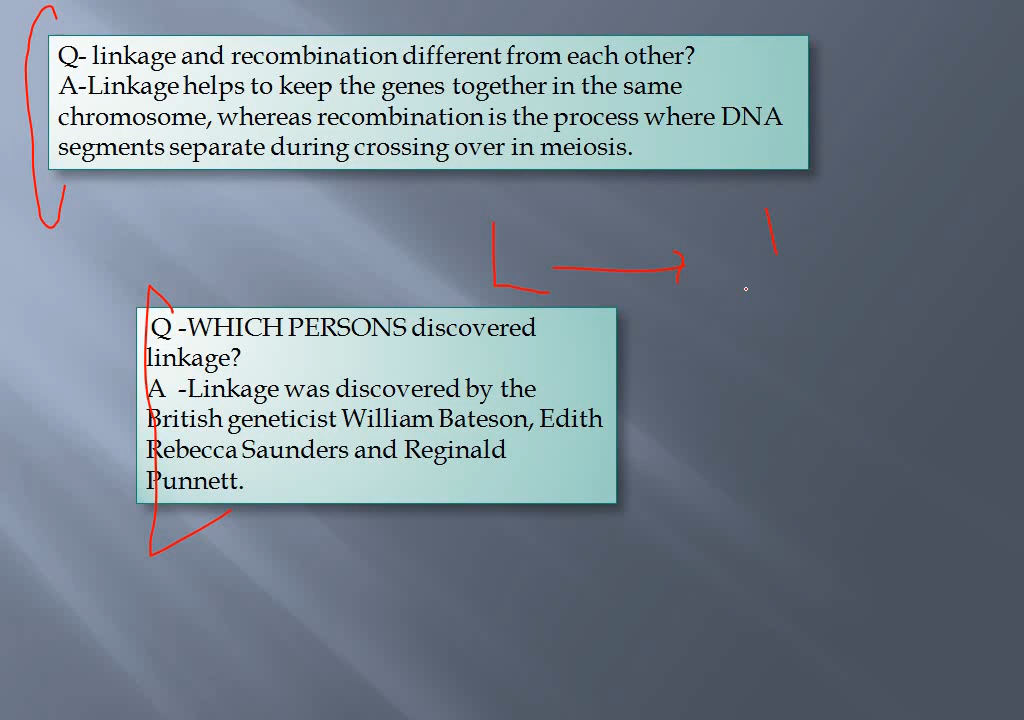 Q- linkage and recombination different from each other?
A-Linkage helps to keep the genes together in the same
chromosome, whereas recombination is the process where DNA
segments separate during crossing over in meiosis.
L
Q -WHICH PERSONS discovered
linkage?
A -Linkage was discovered by the
British geneticist William Bateson, Edith
Rebecca Saunders and Reginald
Punnett.